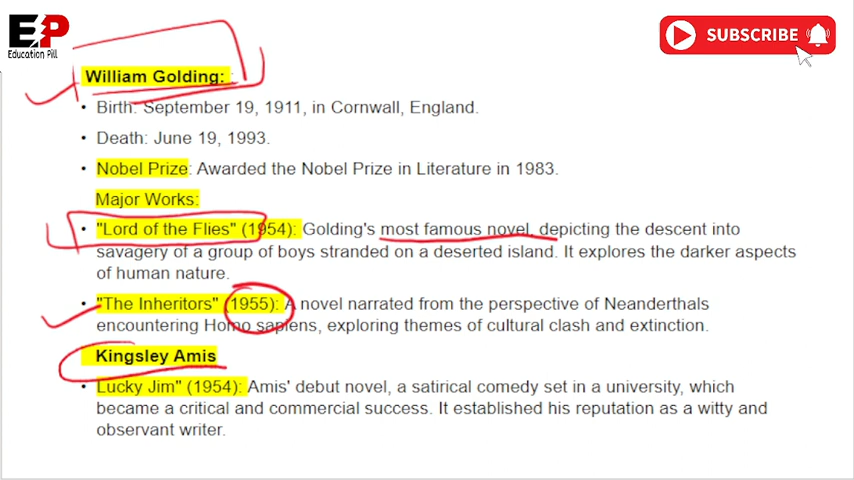 EP
Education Pill
SUBSCRIBE
William Golding:
• Birth: September 19, 1911, in Cornwall, England.
• Death: June 19, 1993.
• Nobel Prize: Awarded the Nobel Prize in Literature in 1983.
Major Works:
• "Lord of the Flies" (1954): Golding's most famous novel, depicting the descent into
savagery of a group of boys stranded on a deserted island. It explores the darker aspects
of human nature.
• "The Inheritors" (1955): A novel narrated from the perspective of Neanderthals
encountering Homo sapiens, exploring themes of cultural clash and extinction.
Kingsley Amis
• Lucky Jim" (1954): Amis' debut novel, a satirical comedy set in a university, which
became a critical and commercial success. It established his reputation as a witty and
observant writer.